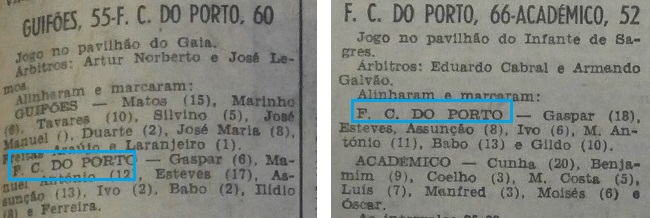 GUIFÕES, 55-F. C. DO PORTO, 60
Jogo no pavilhão do Gaia.
Árbitros: Artur Norberto e José Le-
mos.
Alinharam e marcaram:
GUIFÕES — Matos (15), Marinho
(6), Tavares (10), Silvino (5), José
Manuel (), Duarte (2), José Maria (8),
Freitas Araújo e Laranjeiro (1).
F. C. DO PORTO — Gaspar (6), Ma-
nuel António (12), Esteves (17), As-
sunção (13), Ivo (2), Babo (2), Ilídio
(8) e Ferreira.
F. C. DO PORTO, 66-ACADÉMICO, 52
Jogo no pavilhão do Infante de Sa-
gres.
Árbitros: Eduardo Cabral e Armando
Galvão.
Alinharam e marcaram:
F. C. DO PORTO — Gaspar (18),
Esteves, Assunção (8), Ivo (6), M. An-
tónio (11), Babo (13) e Gildo (10).
ACADÉMICO — Cunha (20), Benja-
mim (9), Coelho (3), M. Costa (5),
Luís (7), Manfred (3), Moisés (6) e
Óscar.